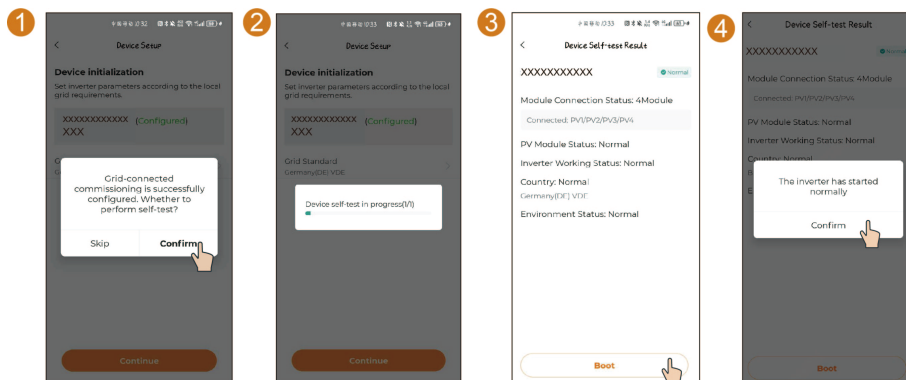 1
Device Setup
Device initialization
Set inverter parameters according to the local
grid requirements.
XXXXXXXXXXXX (Configured)
XXX
Grid-connected
commissioning is successfully
configured. Whether to
perform self-test?
Skip
Confirm
Continue
2
Device Setup
Device initialization
Set inverter parameters according to the local
grid requirements.
XXXXXXXXXXXX (Configured)
XXX
Grid Standard
Germany(DE) VDE
Device self-test in progress(1/1)
Continue
3
Device Self-test Result
XXXXXXXXXXX
Normal
Module Connection Status: 4Module
Connected: PV1/PV2/PV3/PV4
PV Module Status: Normal
Inverter Working Status: Normal
Country: Normal
Germany(DE) VDE
Environment Status: Normal
Boot
4
Device Self-test Result
XXXXXXXXXXX
Normal
Module Connection Status: 4Module
Connected: PV1/PV2/PV3/PV4
PV Module Status: Normal
Inverter Working Status: Normal
Country: Normal
The inverter has started
normally
Confirm
Boot